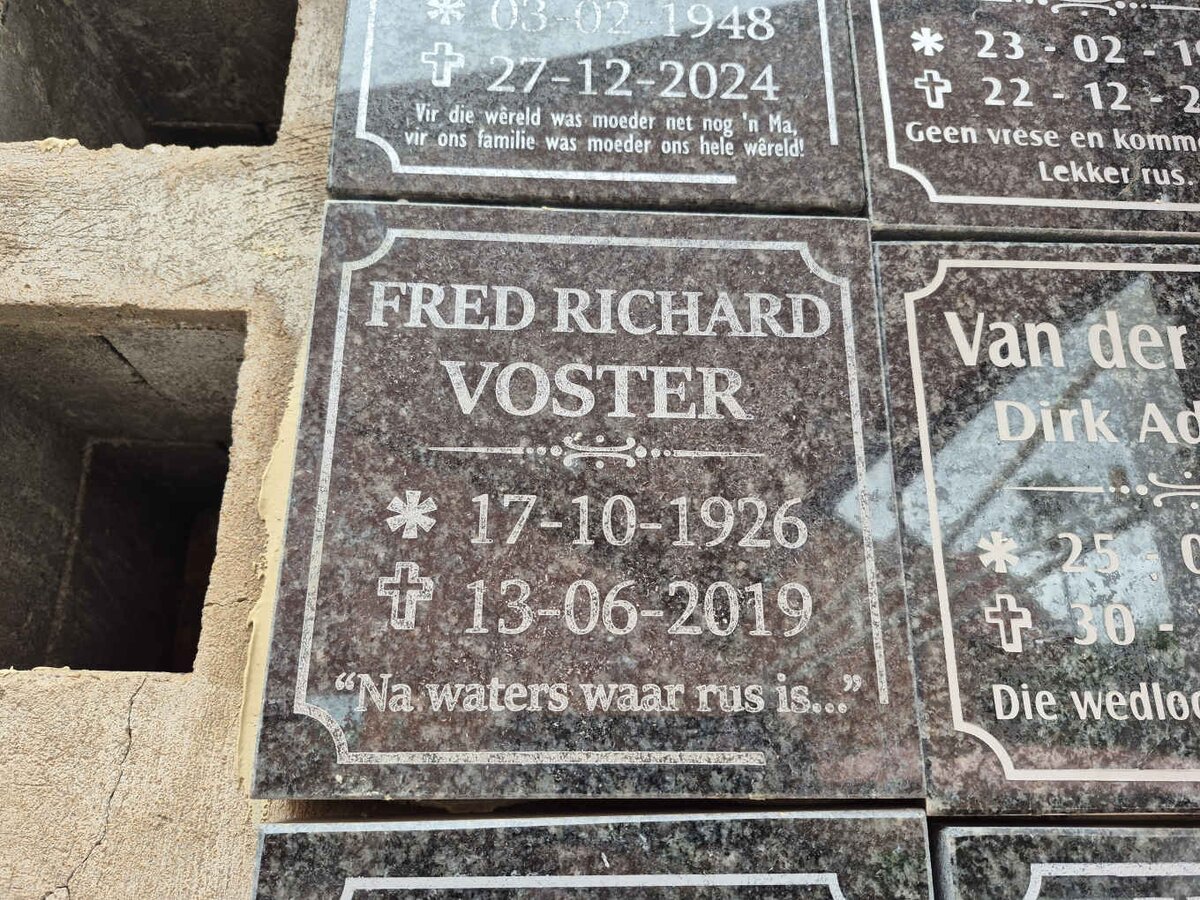 03-02-1948
27-12-2024
Vir die wêreld was moeder net nog 'n Ma,
vir ons familie was moeder ons hele wêreld!
23 - 02 -
22 - 12 -
Geen vrese en
Lekker rus.
FRED RICHARD
VOSTER
17-10-1926
13-06-2019
“Na waters waar rus is...”
Van der
Dirk
25 -
30 -
Die